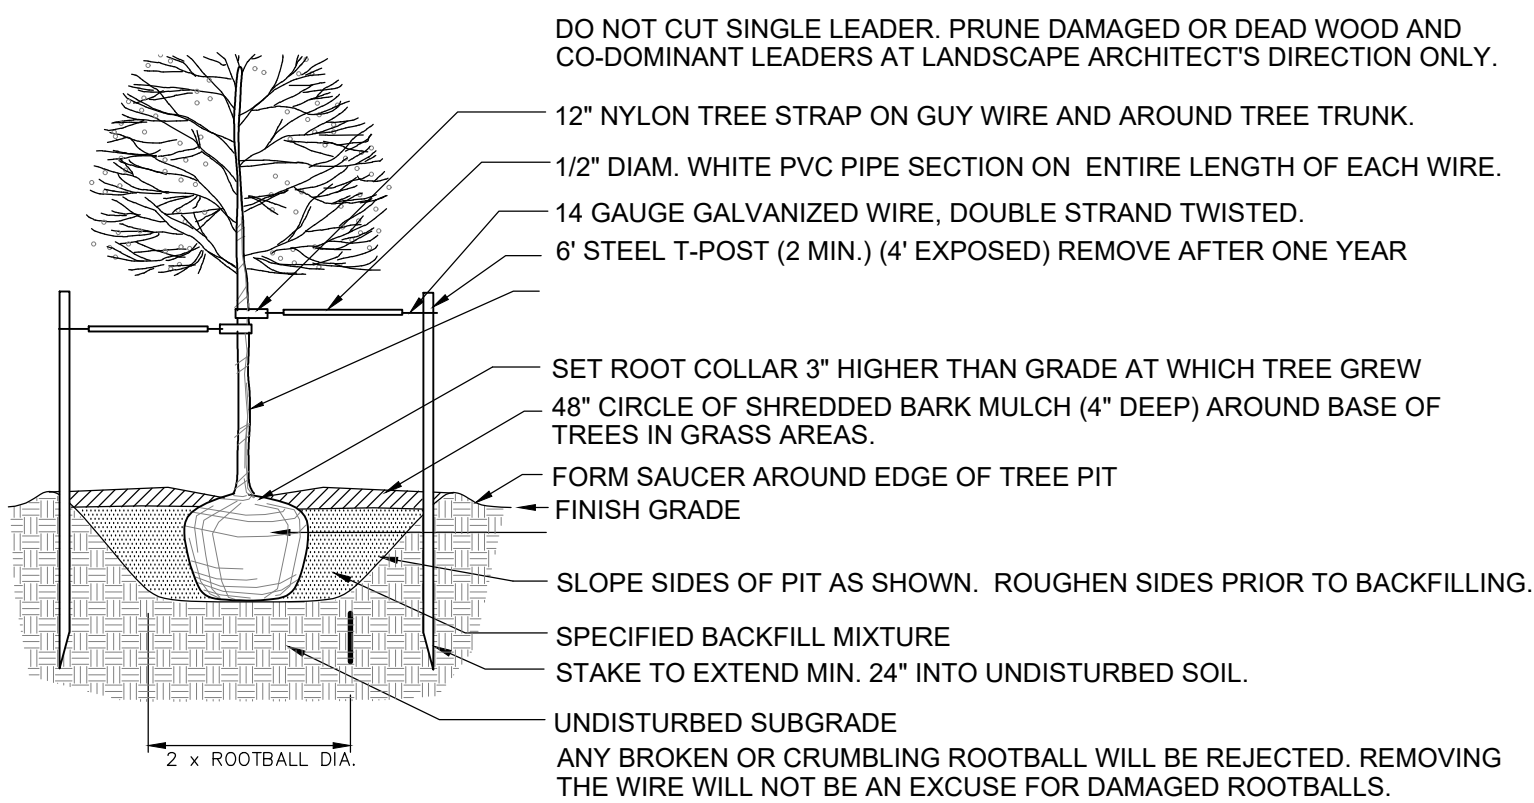 DO NOT CUT SINGLE LEADER. PRUNE DAMAGED OR DEAD WOOD AND
CO-DOMINANT LEADERS AT LANDSCAPE ARCHITECT'S DIRECTION ONLY.
12" NYLON TREE STRAP ON GUY WIRE AND AROUND TREE TRUNK.
1/2" DIAM. WHITE PVC PIPE SECTION ON ENTIRE LENGTH OF EACH WIRE.
14 GAUGE GALVANIZED WIRE, DOUBLE STRAND TWISTED.
6' STEEL T-POST (2 MIN.) (4' EXPOSED) REMOVE AFTER ONE YEAR
SET ROOT COLLAR 3" HIGHER THAN GRADE AT WHICH TREE GREW
48" CIRCLE OF SHREDDED BARK MULCH (4" DEEP) AROUND BASE OF
TREES IN GRASS AREAS.
FORM SAUCER AROUND EDGE OF TREE PIT
FINISH GRADE
SLOPE SIDES OF PIT AS SHOWN. ROUGHEN SIDES PRIOR TO BACKFILLING.
SPECIFIED BACKFILL MIXTURE
STAKE TO EXTEND MIN. 24" INTO UNDISTURBED SOIL.
UNDISTURBED SUBGRADE
2 x ROOTBALL DIA.
ANY BROKEN OR CRUMBLING ROOTBALL WILL BE REJECTED. REMOVING
THE WIRE WILL NOT BE AN EXCUSE FOR DAMAGED ROOTBALLS.